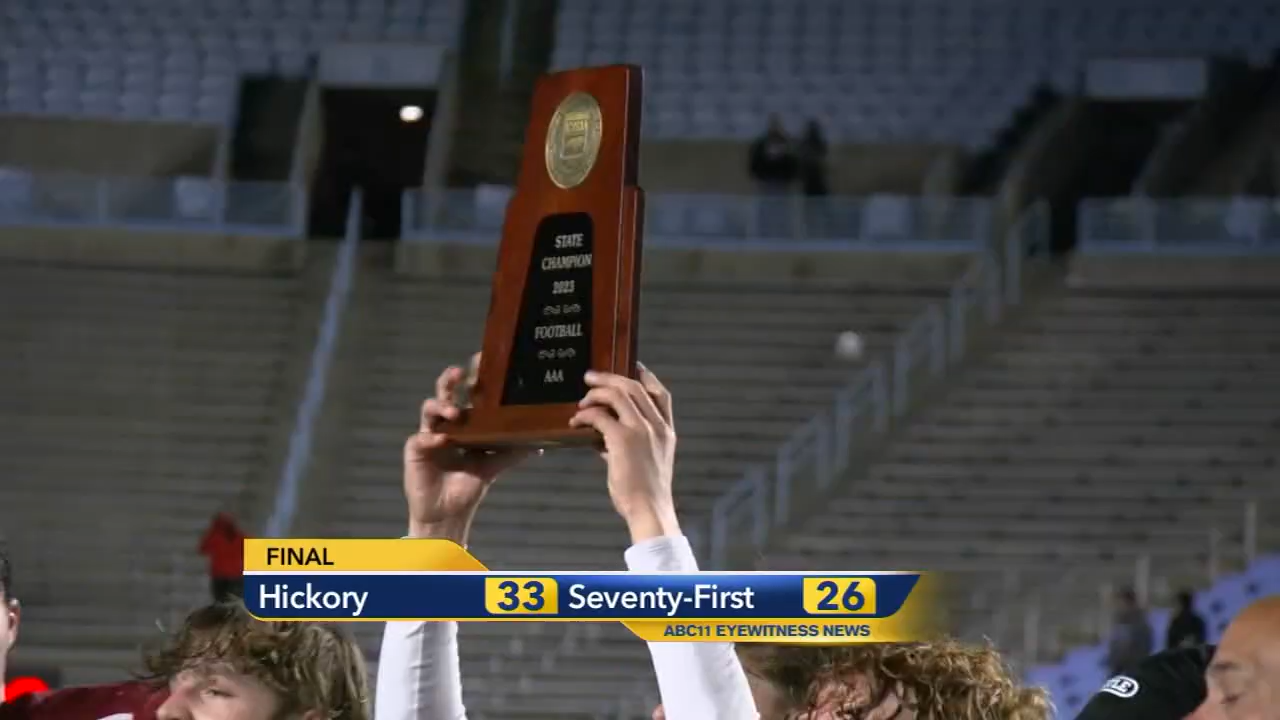 STATE
CHAMPION
2023
FOOTBALL
AAA
FINAL
Hickory 33 Seventy-First 26
ABC11 EYEWITNESS NEWS